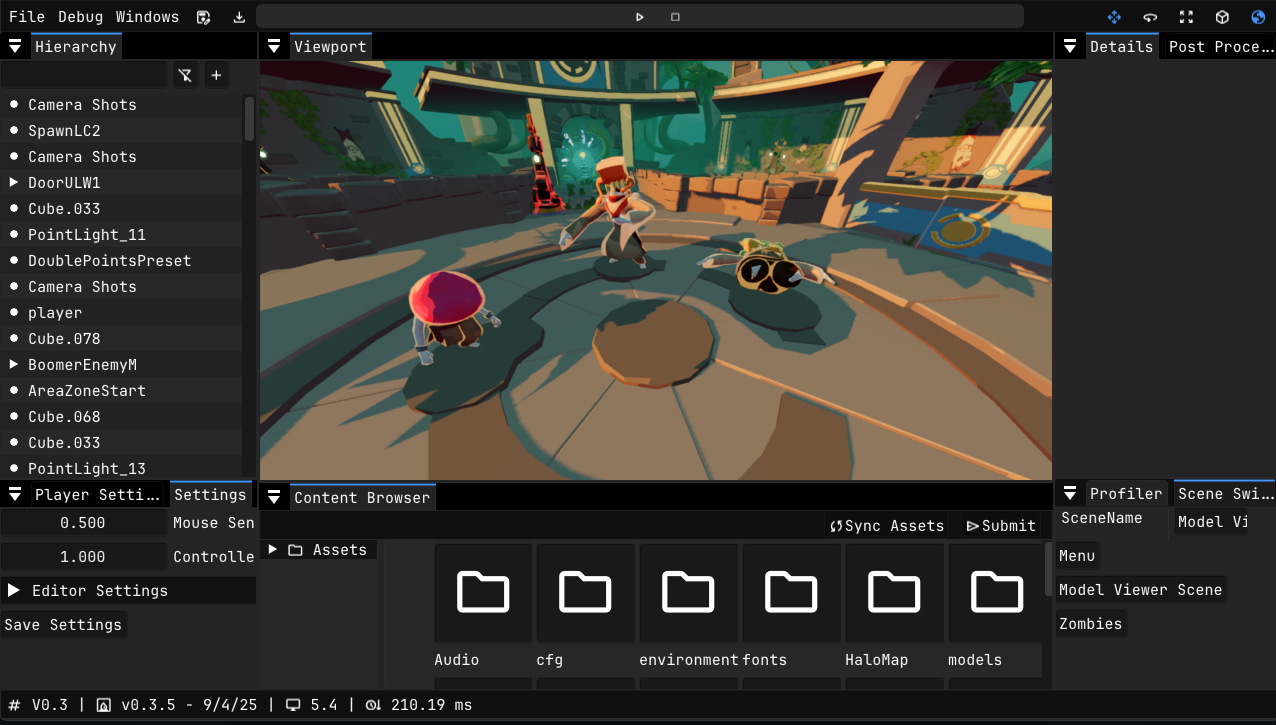 File Debug Windows
Hierarchy
Viewport
Details Post Proce...
Camera Shots
SpawnLC2
Camera Shots
DoorULW1
Cube.033
PointLight_11
DoublePointsPreset
Camera Shots
player
Cube.078
BoomerEnemyM
AreaZoneStart
Cube.068
Cube.033
PointLight_13
Player Setti... Settings
0.500 Mouse Sen
1.000 Controlle
Editor Settings
Save Settings
Content Browser
Sync Assets Submit
Assets
Audio cfg environment fonts HaloMap models
Profiler Scene Swi...
SceneName Model Vi
Menu
Model Viewer Scene
Zombies
# V0.3 | v0.3.5 - 9/4/25 | 5.4 | 210.19 ms